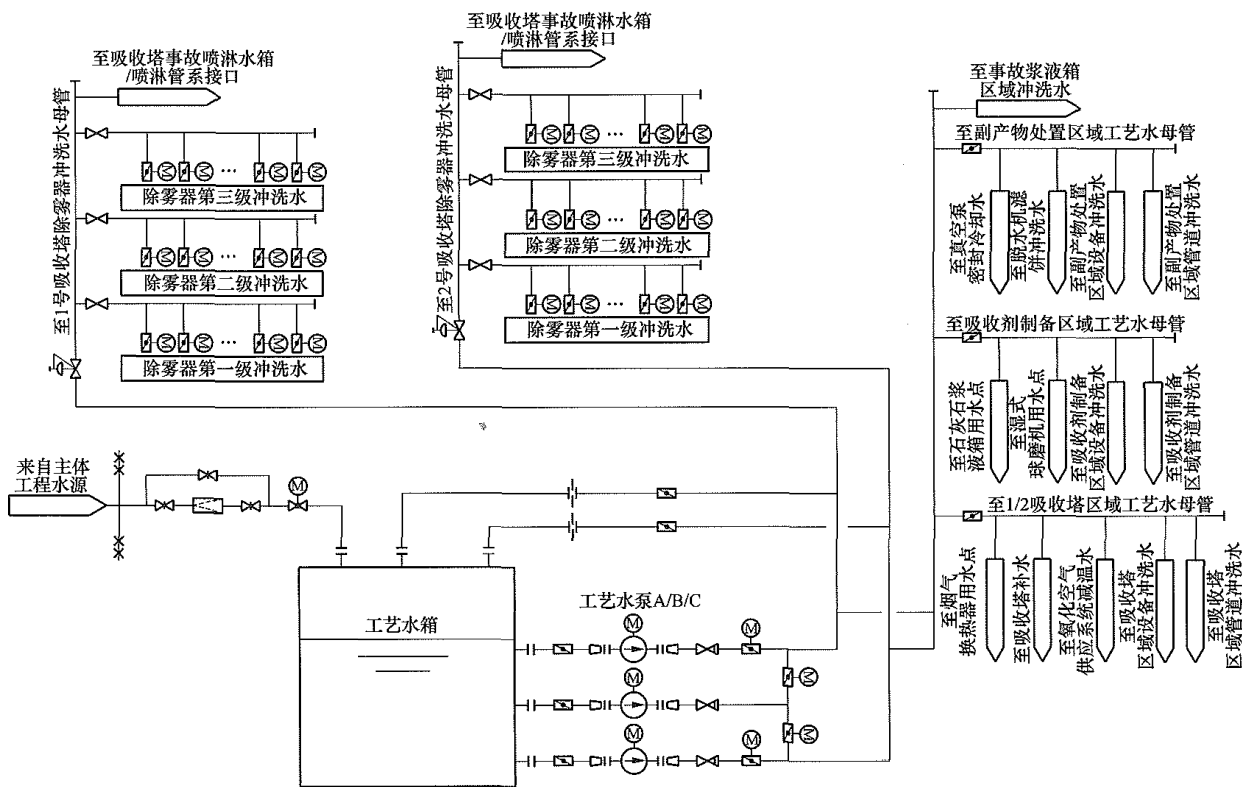 至吸收塔事故喷淋水箱
/喷淋管系接口
至1号吸收塔除雾器冲洗水母管
M
M
…
M
M
除雾器第三级冲洗水
M
M
…
M
M
除雾器第二级冲洗水
M
M
…
M
M
除雾器第一级冲洗水
至吸收塔事故喷淋水箱
/喷淋管系接口
至2号吸收塔除雾器冲洗水母管
M
M
…
M
M
除雾器第三级冲洗水
M
M
…
M
M
除雾器第二级冲洗水
M
M
…
M
M
除雾器第一级冲洗水
至事故浆液箱
区域冲洗水
至副产物处置区域工艺水母管
至真空泵
密封冷却水
至脱水机滤
饼冲洗水
至副产物处置
区域设备冲洗水
至副产物处置
区域管道冲洗水
至吸收剂制备区域工艺水母管
至石灰石浆
液箱用水点
至湿式
球磨机用水点
至吸收剂制备
区域设备冲洗水
至吸收剂制备
区域管道冲洗水
至1/2吸收塔区域工艺水母管
至烟气
换热器用水点
至吸收塔补水
至氧化空气
供应系统减温水
至吸收塔
区域设备冲洗水
至吸收塔
区域管道冲洗水
来自主体
工程水源
M
工艺水箱
工艺水泵A/B/C
M
M
M
M
M
M
M